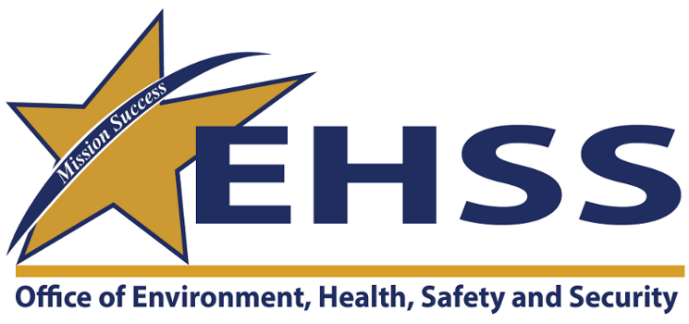 Mission Success
EHSS
Office of Environment, Health, Safety and Security